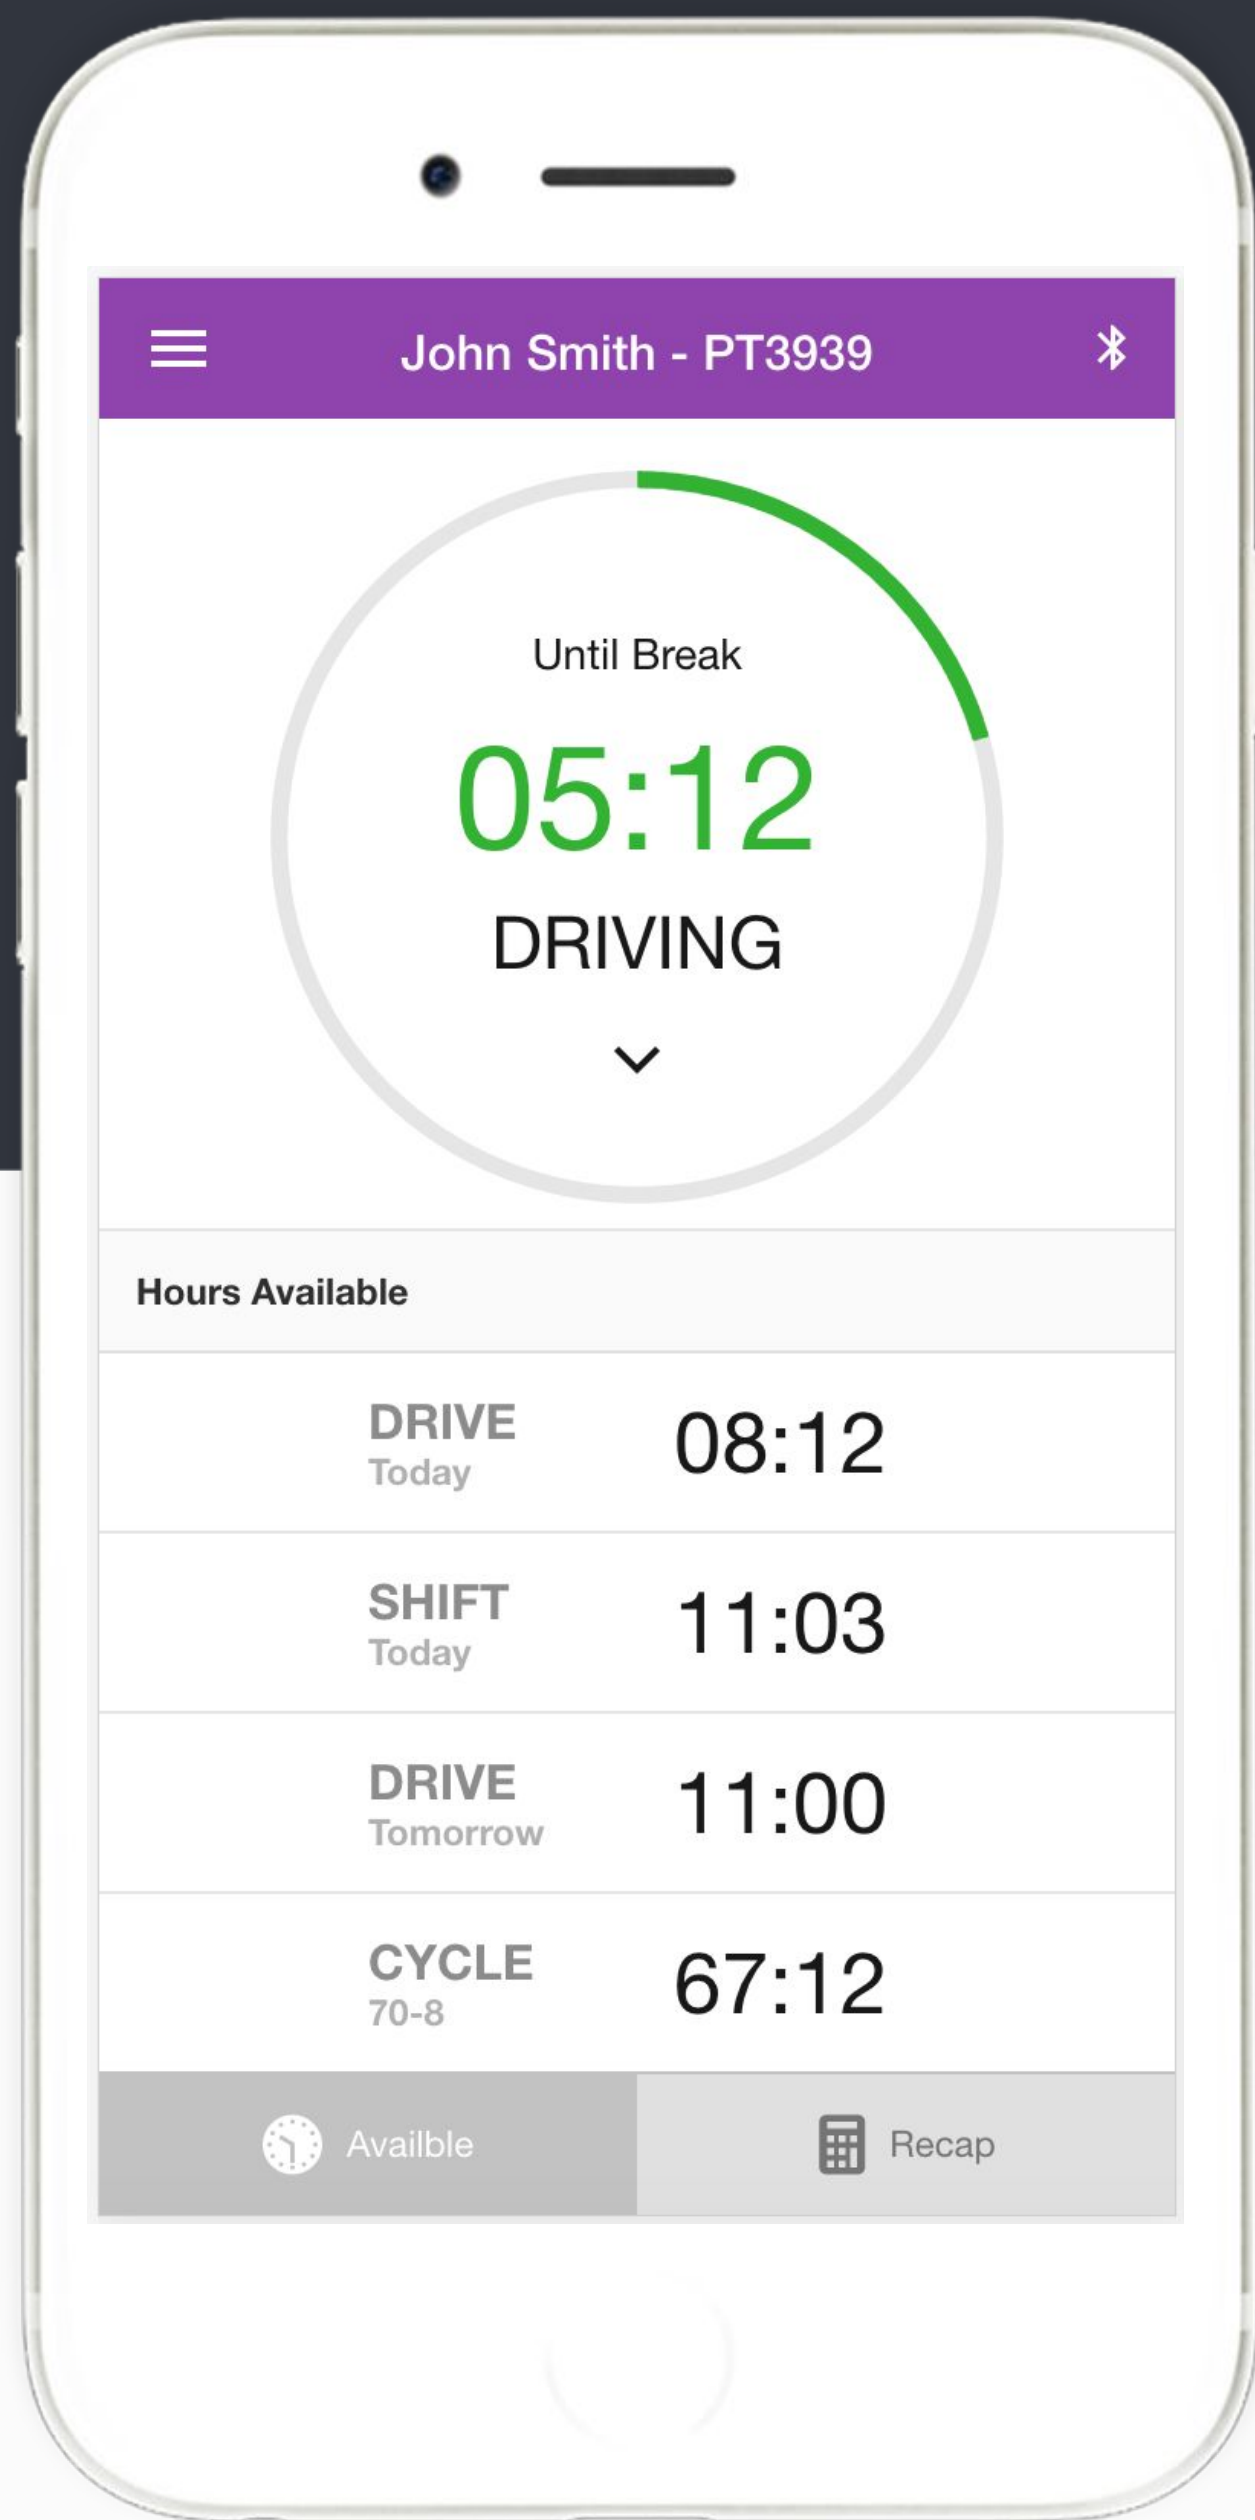 John Smith - PT3939
Until Break
05:12
DRIVING
Hours Available
DRIVE 08:12
Today
SHIFT 11:03
Today
DRIVE 11:00
Tomorrow
CYCLE 67:12
70-8
Availble Recap